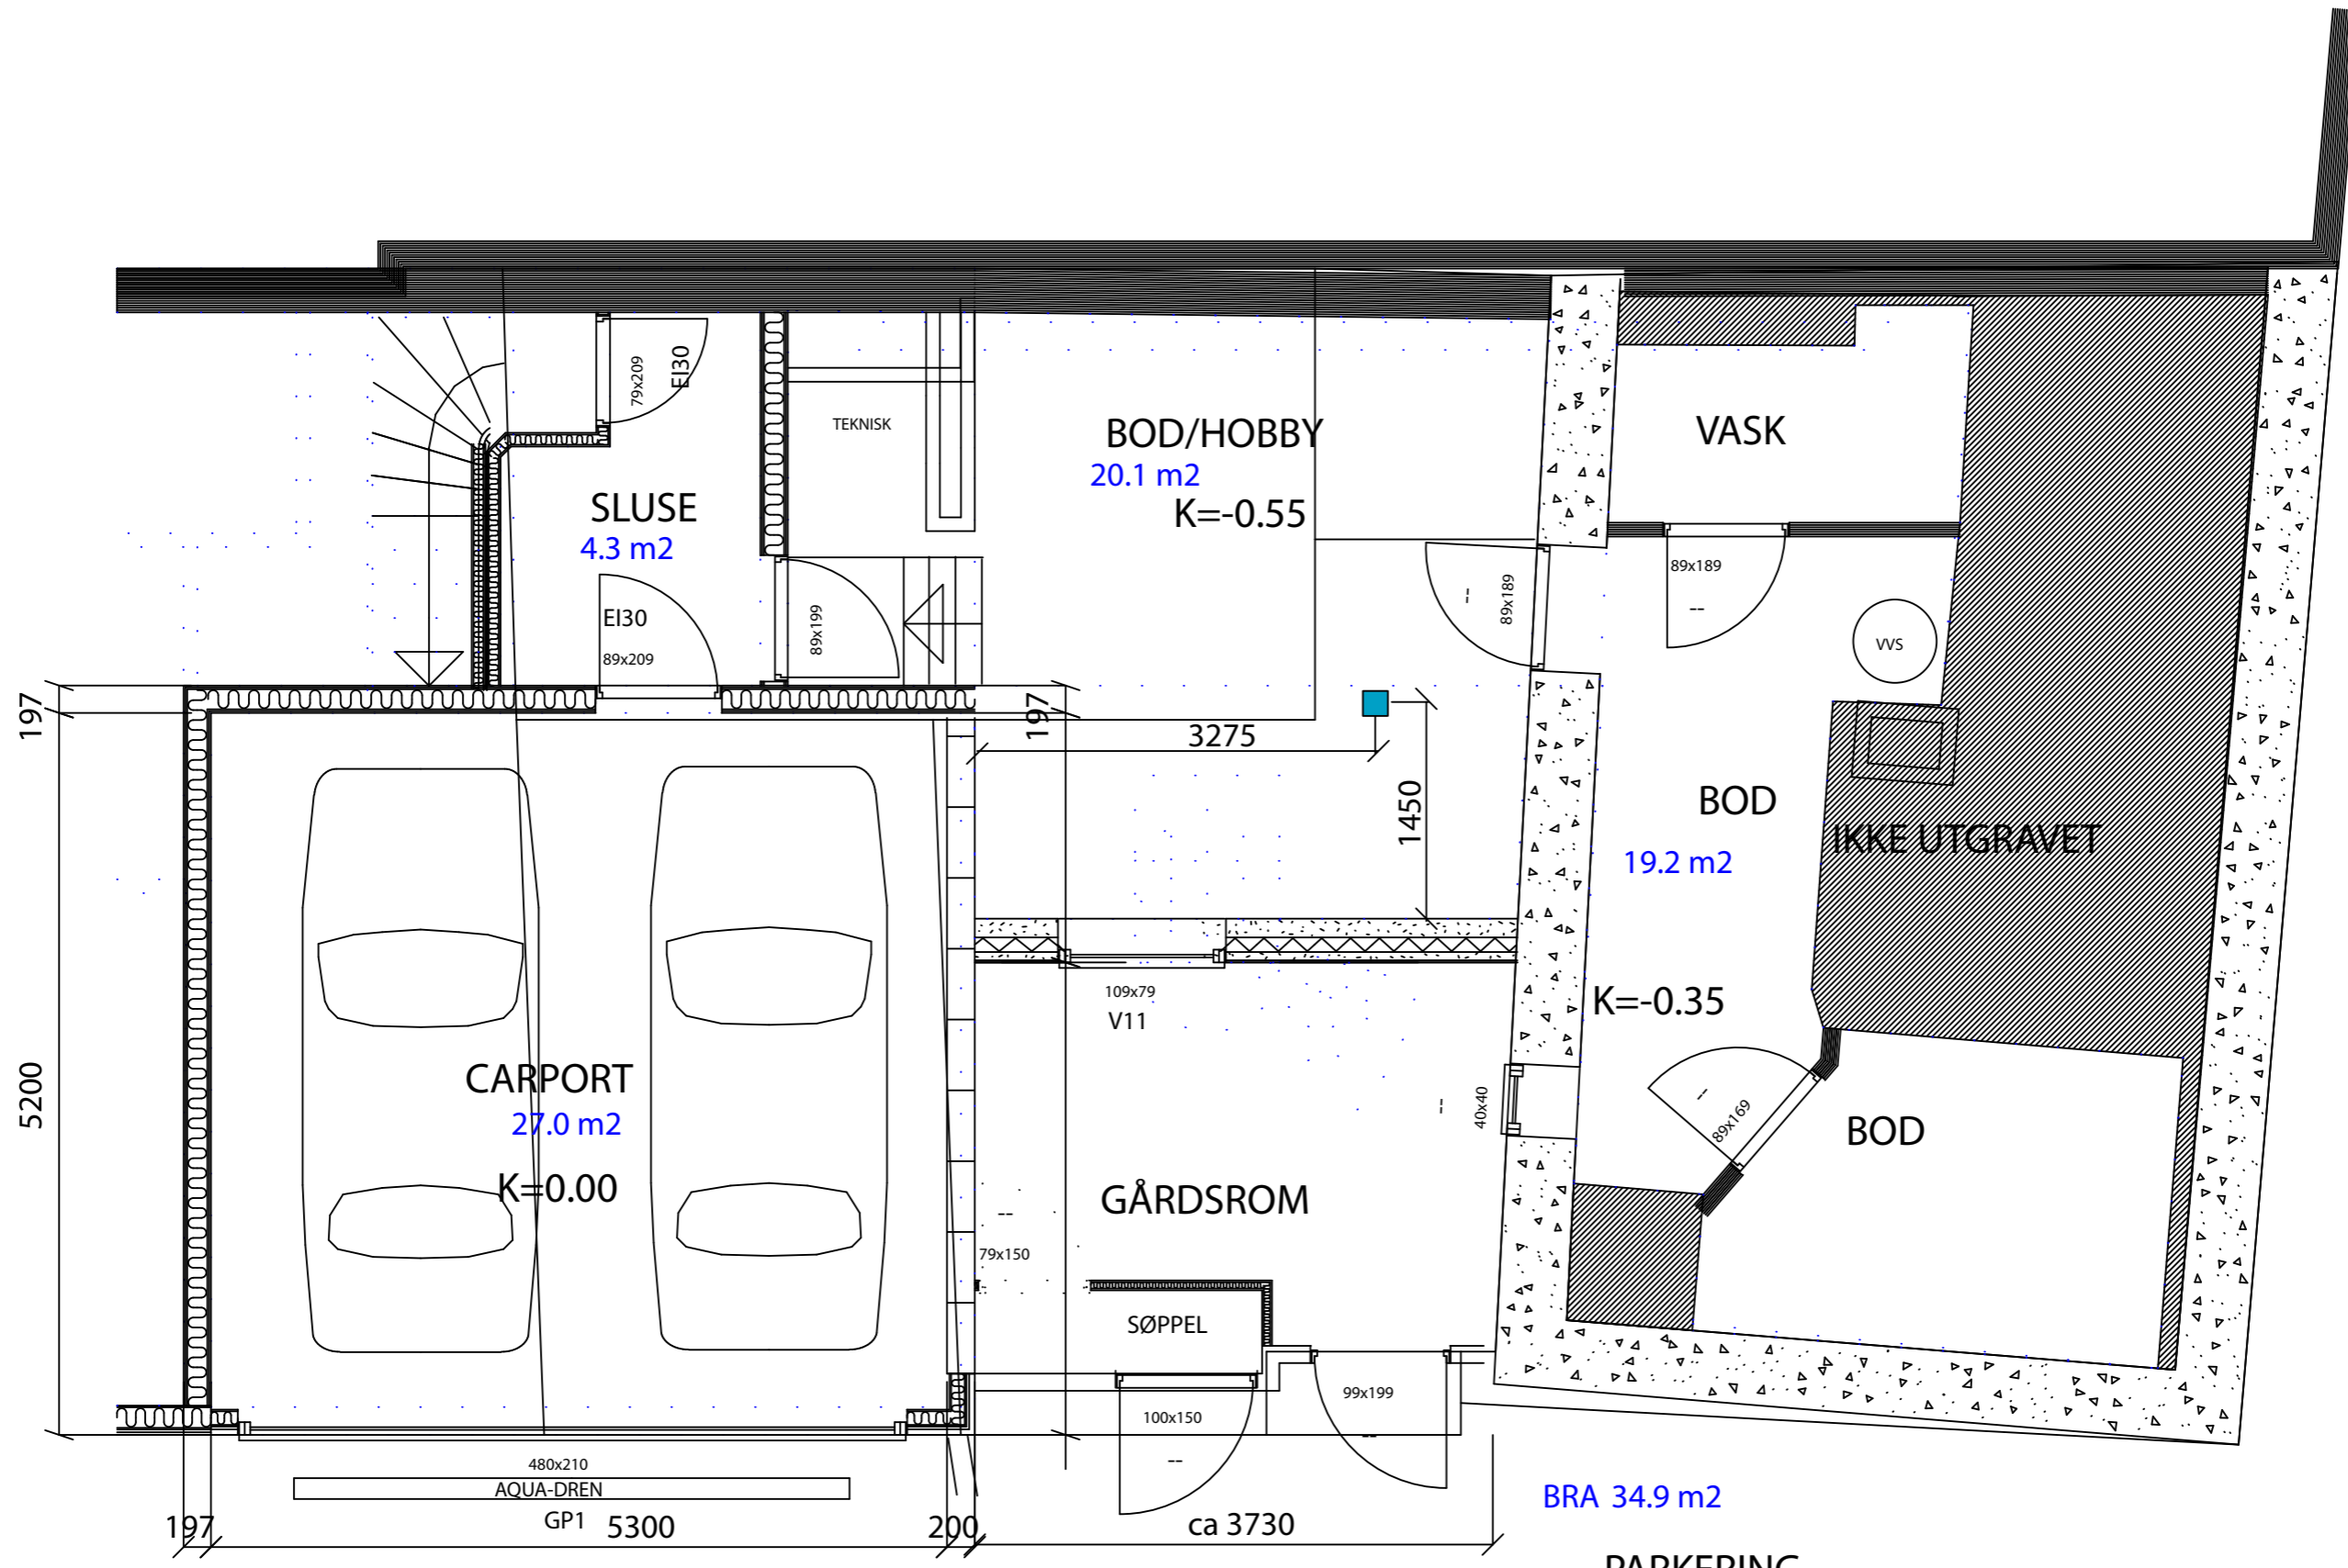 79x209
EI30
TEKNISK
BOD/HOBBY
20.1 m2
K=-0.55
VASK
SLUSE
4.3 m2
EI30
89x209
89x199
89x189
--
89x189
--
VVS
197
197
3275
1450
BOD
19.2 m2
IKKE UTGRAVET
K=-0.35
109x79
V11
5200
CARPORT
27.0 m2
K=0.00
--
40x40
--
89x169
BOD
GÅRDSROM
--
79x150
SØPPEL
99x199
--
100x150
--
480x210
AQUA-DREN
GP1
197
5300
200
ca 3730
BRA 34.9 m2
PARKERING